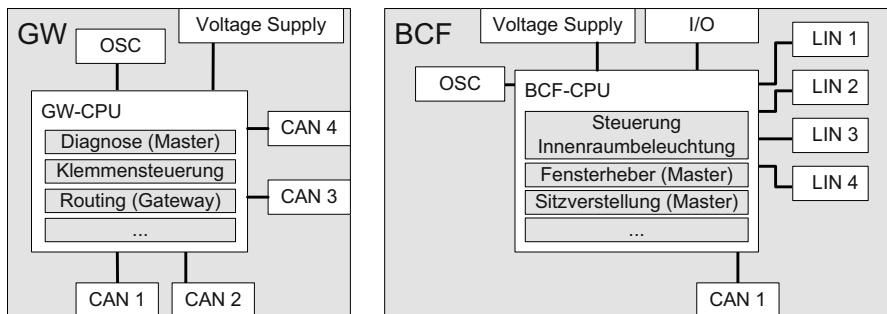 GW
Voltage Supply
OSC
GW-CPU
Diagnose (Master)
Klemmensteuerung
Routing (Gateway)
...
CAN 4
CAN 3
CAN 1
CAN 2
BCF
Voltage Supply
I/O
OSC
BCF-CPU
Steuerung
Innenraumbeleuchtung
Fensterheber (Master)
Sitzverstellung (Master)
...
LIN 1
LIN 2
LIN 3
LIN 4
CAN 1